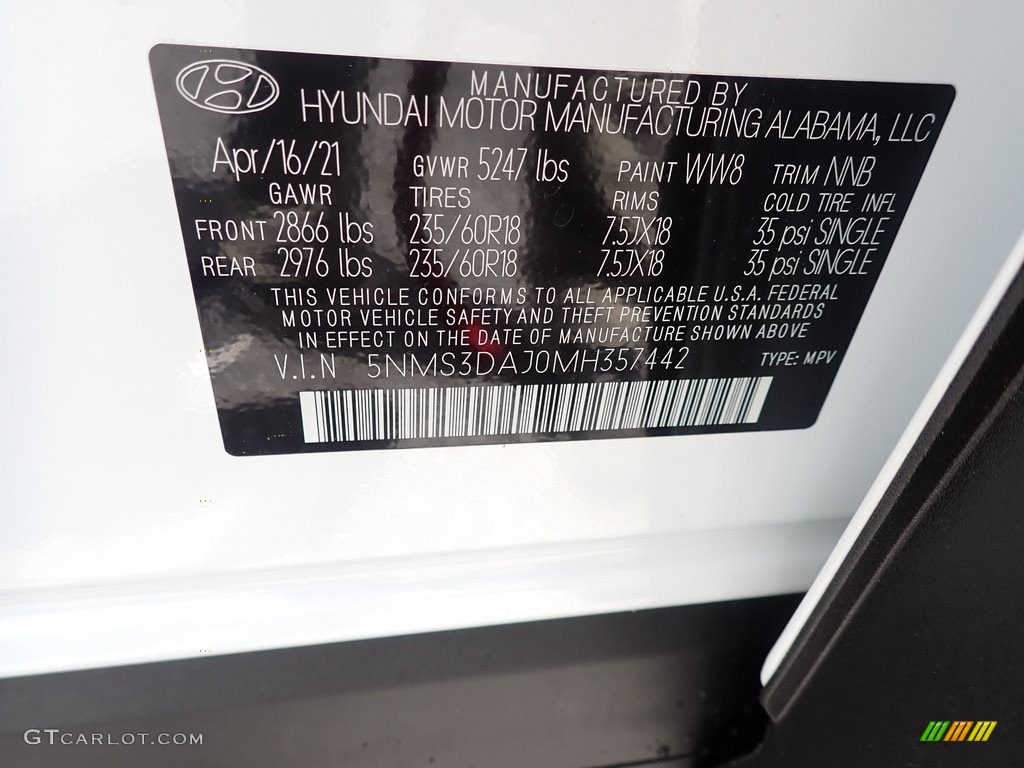 MANUFACTURED BY
HYUNDAI MOTOR MANUFACTURING ALABAMA, LLC
Apr/16/21 GVWR 5247 lbs PAINT WW8 TRIM NNB
GAWR TIRES RIMS COLD TIRE INFL
FRONT 2866 lbs 235/60R18 7.5JX18 35 psi SINGLE
REAR 2976 lbs 235/60R18 7.5JX18 35 psi SINGLE
THIS VEHICLE CONFORMS TO ALL APPLICABLE U.S.A. FEDERAL
MOTOR VEHICLE SAFETY AND THEFT PREVENTION STANDARDS
IN EFFECT ON THE DATE OF MANUFACTURE SHOWN ABOVE
V.I.N 5NMS3DAJ0MH357442 TYPE: MPV
GTCARLOT.COM